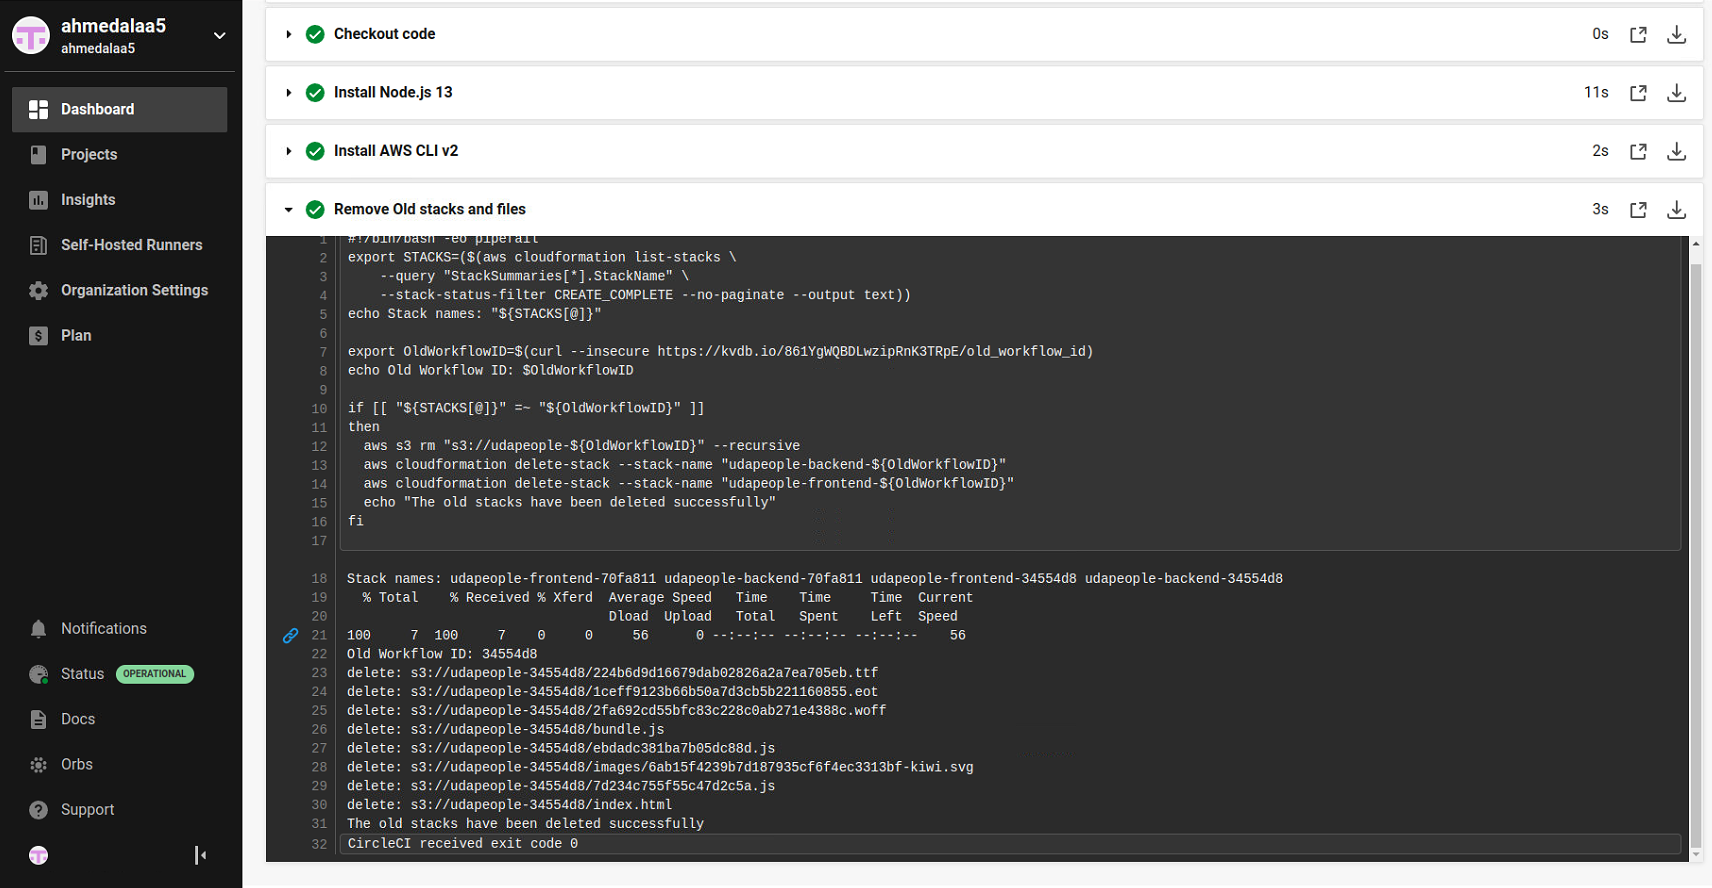 ahmedalaa5
ahmedalaa5
Dashboard
Projects
Insights
Self-Hosted Runners
Organization Settings
Plan
Notifications
Status OPERATIONAL
Docs
Orbs
Support
Checkout code 0s
Install Node.js 13 11s
Install AWS CLI v2 2s
Remove Old stacks and files 3s
1 #!/bin/bash -eo pipefail
2 export STACKS=($(aws cloudformation list-stacks \
3     --query "StackSummaries[*].StackName" \
4     --stack-status-filter CREATE_COMPLETE --no-paginate --output text))
5 echo Stack names: "${STACKS[@]}"
6
7 export OldWorkflowID=$(curl --insecure https://kvdb.io/861YgWQBDLwzipRnK3TRpE/old_workflow_id)
8 echo Old Workflow ID: $OldWorkflowID
9
10 if [[ "${STACKS[@]}" =~ "${OldWorkflowID}" ]]
11 then
12   aws s3 rm "s3://udapeople-${OldWorkflowID}" --recursive
13   aws cloudformation delete-stack --stack-name "udapeople-backend-${OldWorkflowID}"
14   aws cloudformation delete-stack --stack-name "udapeople-frontend-${OldWorkflowID}"
15   echo "The old stacks have been deleted successfully"
16 fi
17
18 Stack names: udapeople-frontend-70fa811 udapeople-backend-70fa811 udapeople-frontend-34554d8 udapeople-backend-34554d8
19   % Total    % Received % Xferd  Average Speed   Time    Time     Time  Current
20                                  Dload  Upload   Total   Spent    Left  Speed
21 100     7  100     7    0     0     56      0 --:--:-- --:--:-- --:--:--    56
22 Old Workflow ID: 34554d8
23 delete: s3://udapeople-34554d8/224b6d9d16679dab02826a2a7ea705eb.ttf
24 delete: s3://udapeople-34554d8/1ceff9123b66b50a7d3cb5b221160855.eot
25 delete: s3://udapeople-34554d8/2fa692cd55bfc83c228c0ab271e4388c.woff
26 delete: s3://udapeople-34554d8/bundle.js
27 delete: s3://udapeople-34554d8/ebdadc381ba7b05dc88d.js
28 delete: s3://udapeople-34554d8/images/6ab15f4239b7d187935cf6f4ec3313bf-kiwi.svg
29 delete: s3://udapeople-34554d8/7d234c755f55c47d2c5a.js
30 delete: s3://udapeople-34554d8/index.html
31 The old stacks have been deleted successfully
32 CircleCI received exit code 0